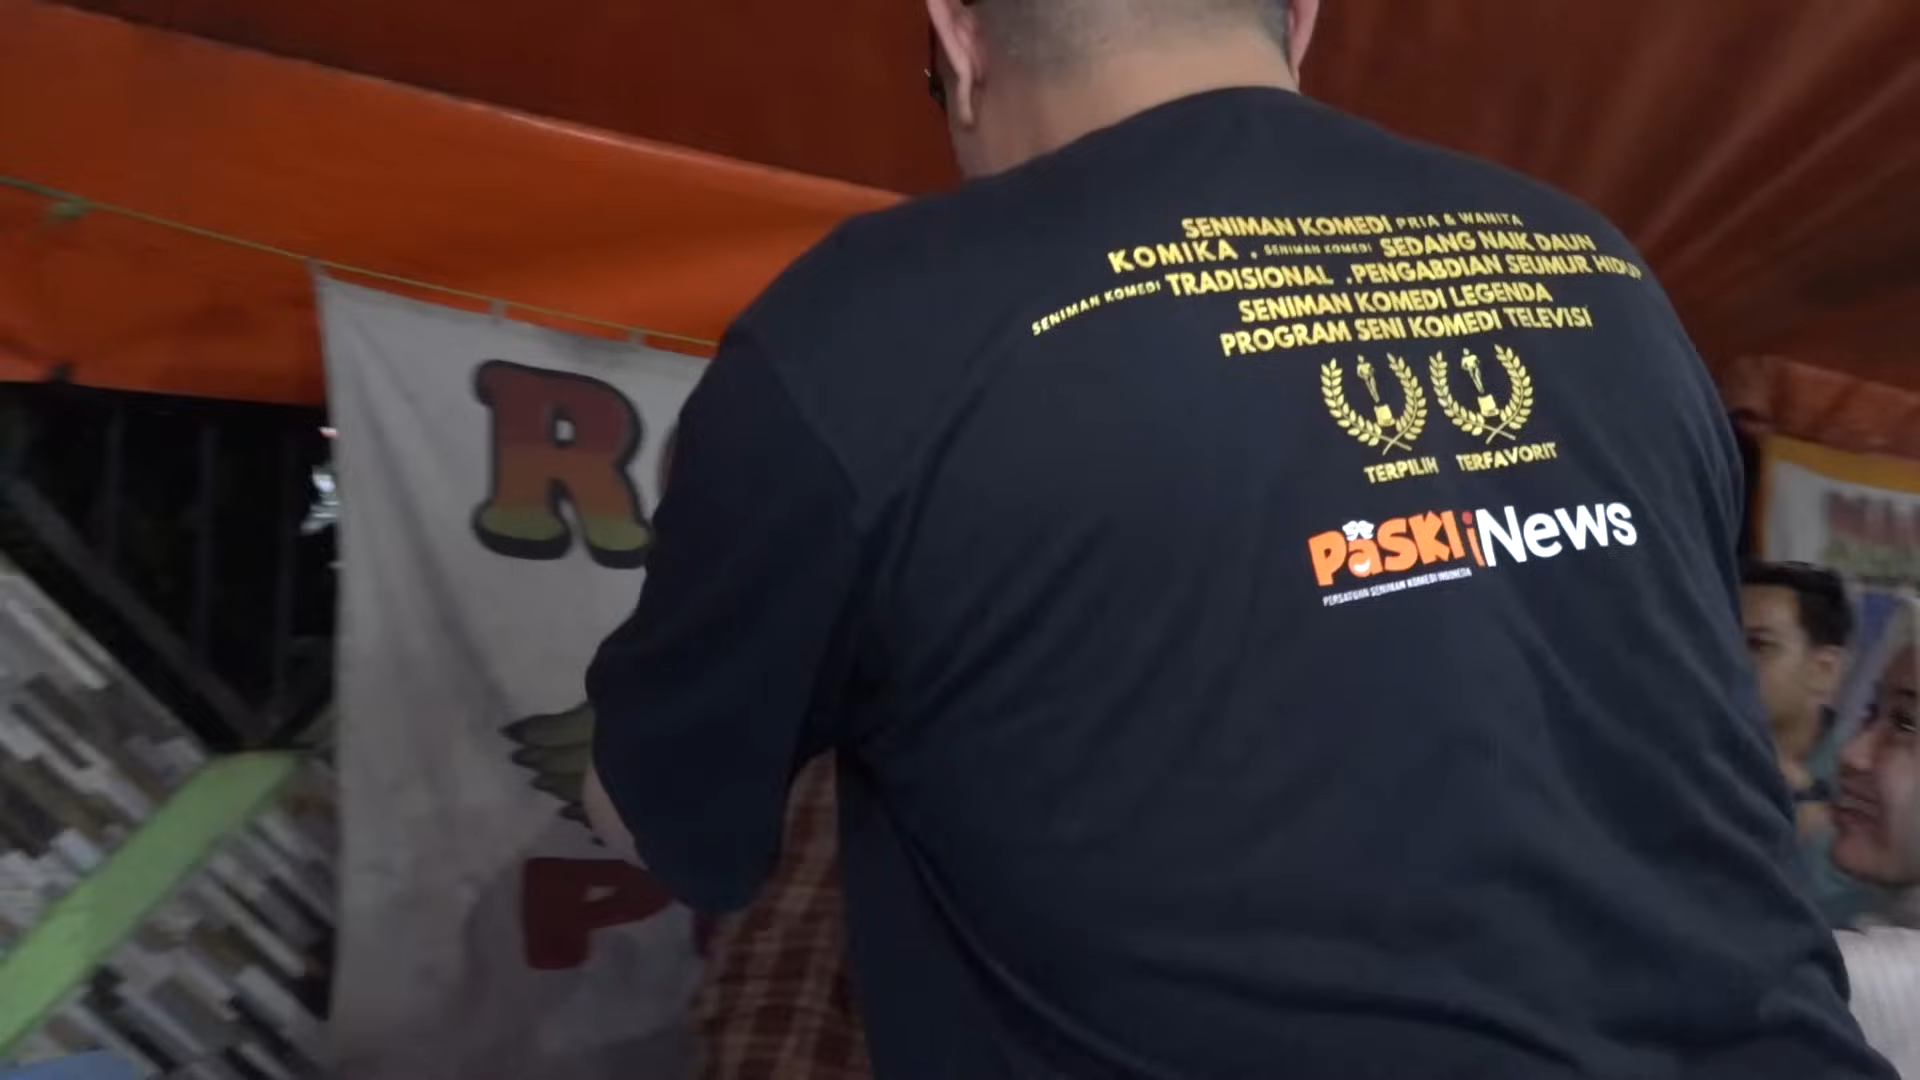 SENIMAN KOMEDI PRIA & WANITA
KOMIKA . SENIMAN KOMEDI SEDANG NAIK DAUN
SENIMAN KOMEDI TRADISIONAL . PENGABDIAN SEUMUR HIDUP
SENIMAN KOMEDI LEGENDA
PROGRAM SENI KOMEDI TELEVISI
TERPILIH TERFAVORIT
PaSKI iNews
PERSATUAN SENIMAN KOMEDI INDONESIA
R
P